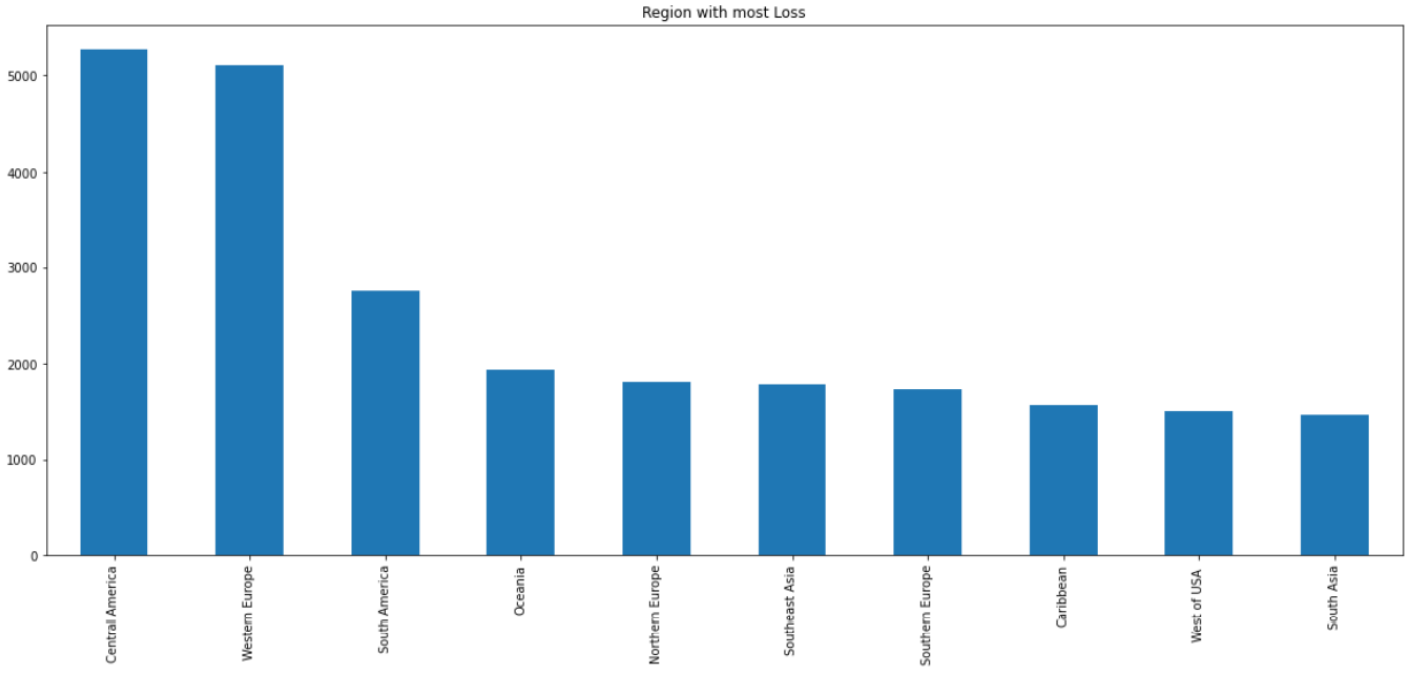 Region with most Loss
5000
4000
3000
2000
1000
0
Central America
Western Europe
South America
Oceania
Northern Europe
Southeast Asia
Southern Europe
Caribbean
West of USA
South Asia